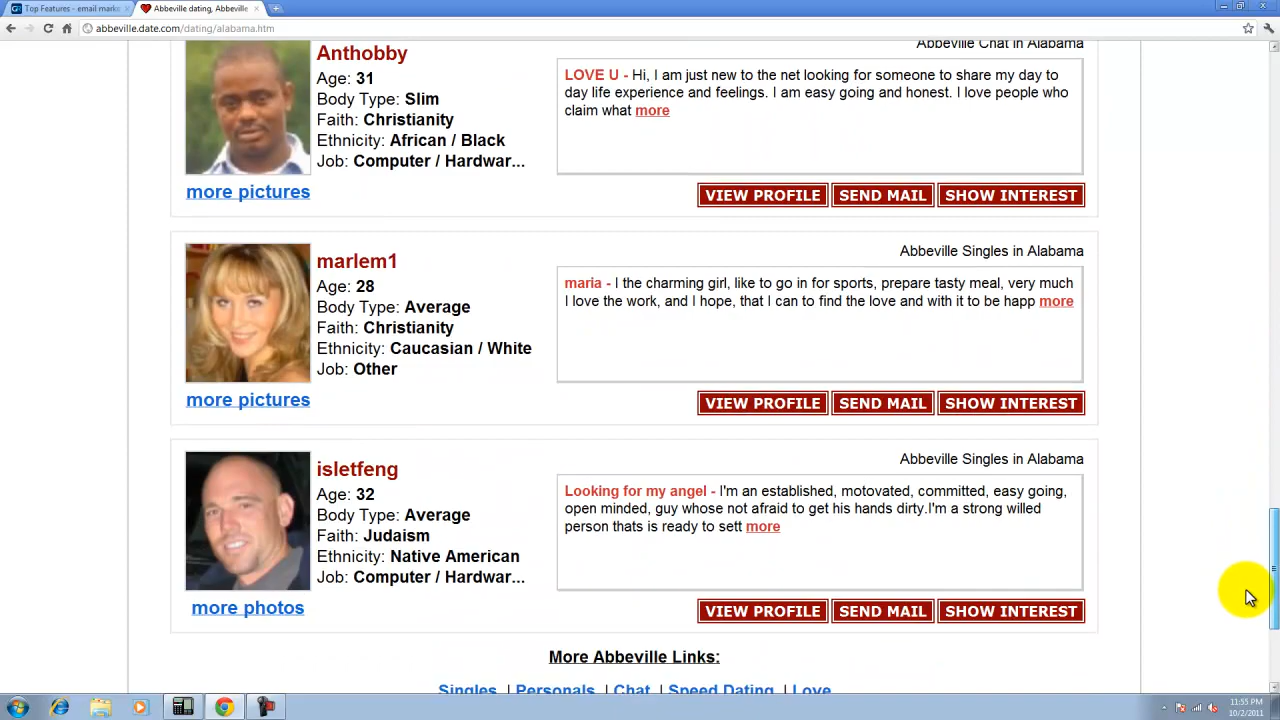 Top Features - email marke
Abbeville dating, Abbeville
abbeville.date.com/dating/alabama.htm
Anthobby
Abbeville Chat in Alabama
Age: 31
Body Type: Slim
Faith: Christianity
Ethnicity: African / Black
Job: Computer / Hardwar...
more pictures
LOVE U - Hi, I am just new to the net looking for someone to share my day to
day life experience and feelings. I am easy going and honest. I love people who
claim what more
VIEW PROFILE SEND MAIL SHOW INTEREST
marlem1
Abbeville Singles in Alabama
Age: 28
Body Type: Average
Faith: Christianity
Ethnicity: Caucasian / White
Job: Other
more pictures
maria - I the charming girl, like to go in for sports, prepare tasty meal, very much
I love the work, and I hope, that I can to find the love and with it to be happ more
VIEW PROFILE SEND MAIL SHOW INTEREST
isletfeng
Abbeville Singles in Alabama
Age: 32
Body Type: Average
Faith: Judaism
Ethnicity: Native American
Job: Computer / Hardwar...
more photos
Looking for my angel - I'm an established, motovated, committed, easy going,
open minded, guy whose not afraid to get his hands dirty.I'm a strong willed
person thats is ready to sett more
VIEW PROFILE SEND MAIL SHOW INTEREST
More Abbeville Links:
Singles | Personals | Chat | Speed Dating | Love
11:55 PM
10/2/2011